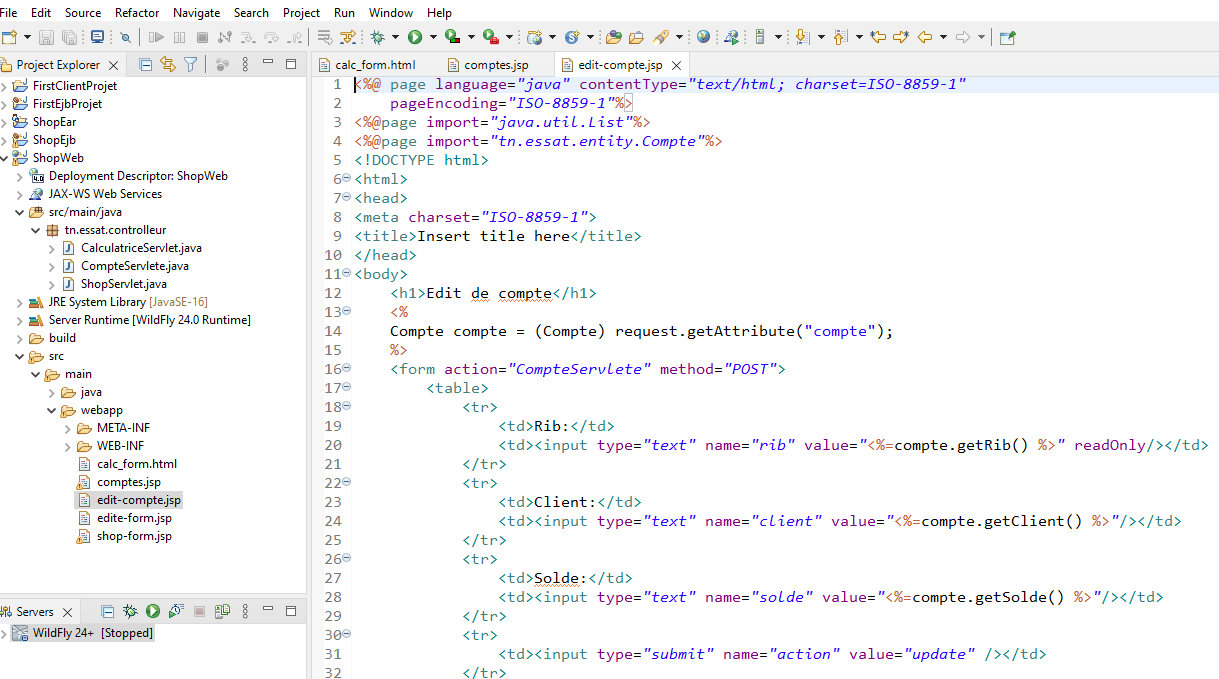 File Edit Source Refactor Navigate Search Project Run Window Help
Project Explorer
FirstClientProjet
FirstEjbProjet
ShopEar
ShopEjb
ShopWeb
Deployment Descriptor: ShopWeb
JAX-WS Web Services
src/main/java
tn.essat.controlleur
CalculatriceServlet.java
CompteServlete.java
ShopServlet.java
JRE System Library [JavaSE-16]
Server Runtime [WildFly 24.0 Runtime]
build
src
main
java
webapp
META-INF
WEB-INF
calc_form.html
comptes.jsp
edit-compte.jsp
edite-form.jsp
shop-form.jsp
Servers
WildFly 24+ [Stopped]
calc_form.html comptes.jsp edit-compte.jsp
1 <%@ page language="java" contentType="text/html; charset=ISO-8859-1"
2 pageEncoding="ISO-8859-1"%>
3 <%@page import="java.util.List"%>
4 <%@page import="tn.essat.entity.Compte"%>
5 <!DOCTYPE html>
6 <html>
7 <head>
8 <meta charset="ISO-8859-1">
9 <title>Insert title here</title>
10 </head>
11 <body>
12 <h1>Edit de compte</h1>
13 <%
14 Compte compte = (Compte) request.getAttribute("compte");
15 %>
16 <form action="CompteServlete" method="POST">
17 <table>
18 <tr>
19 <td>Rib:</td>
20 <td><input type="text" name="rib" value="<%=compte.getRib() %>" readOnly/></td>
21 </tr>
22 <tr>
23 <td>Client:</td>
24 <td><input type="text" name="client" value="<%=compte.getClient() %>"/></td>
25 </tr>
26 <tr>
27 <td>Solde:</td>
28 <td><input type="text" name="solde" value="<%=compte.getSolde() %>"/></td>
29 </tr>
30 <tr>
31 <td><input type="submit" name="action" value="update" /></td>
32 </tr>